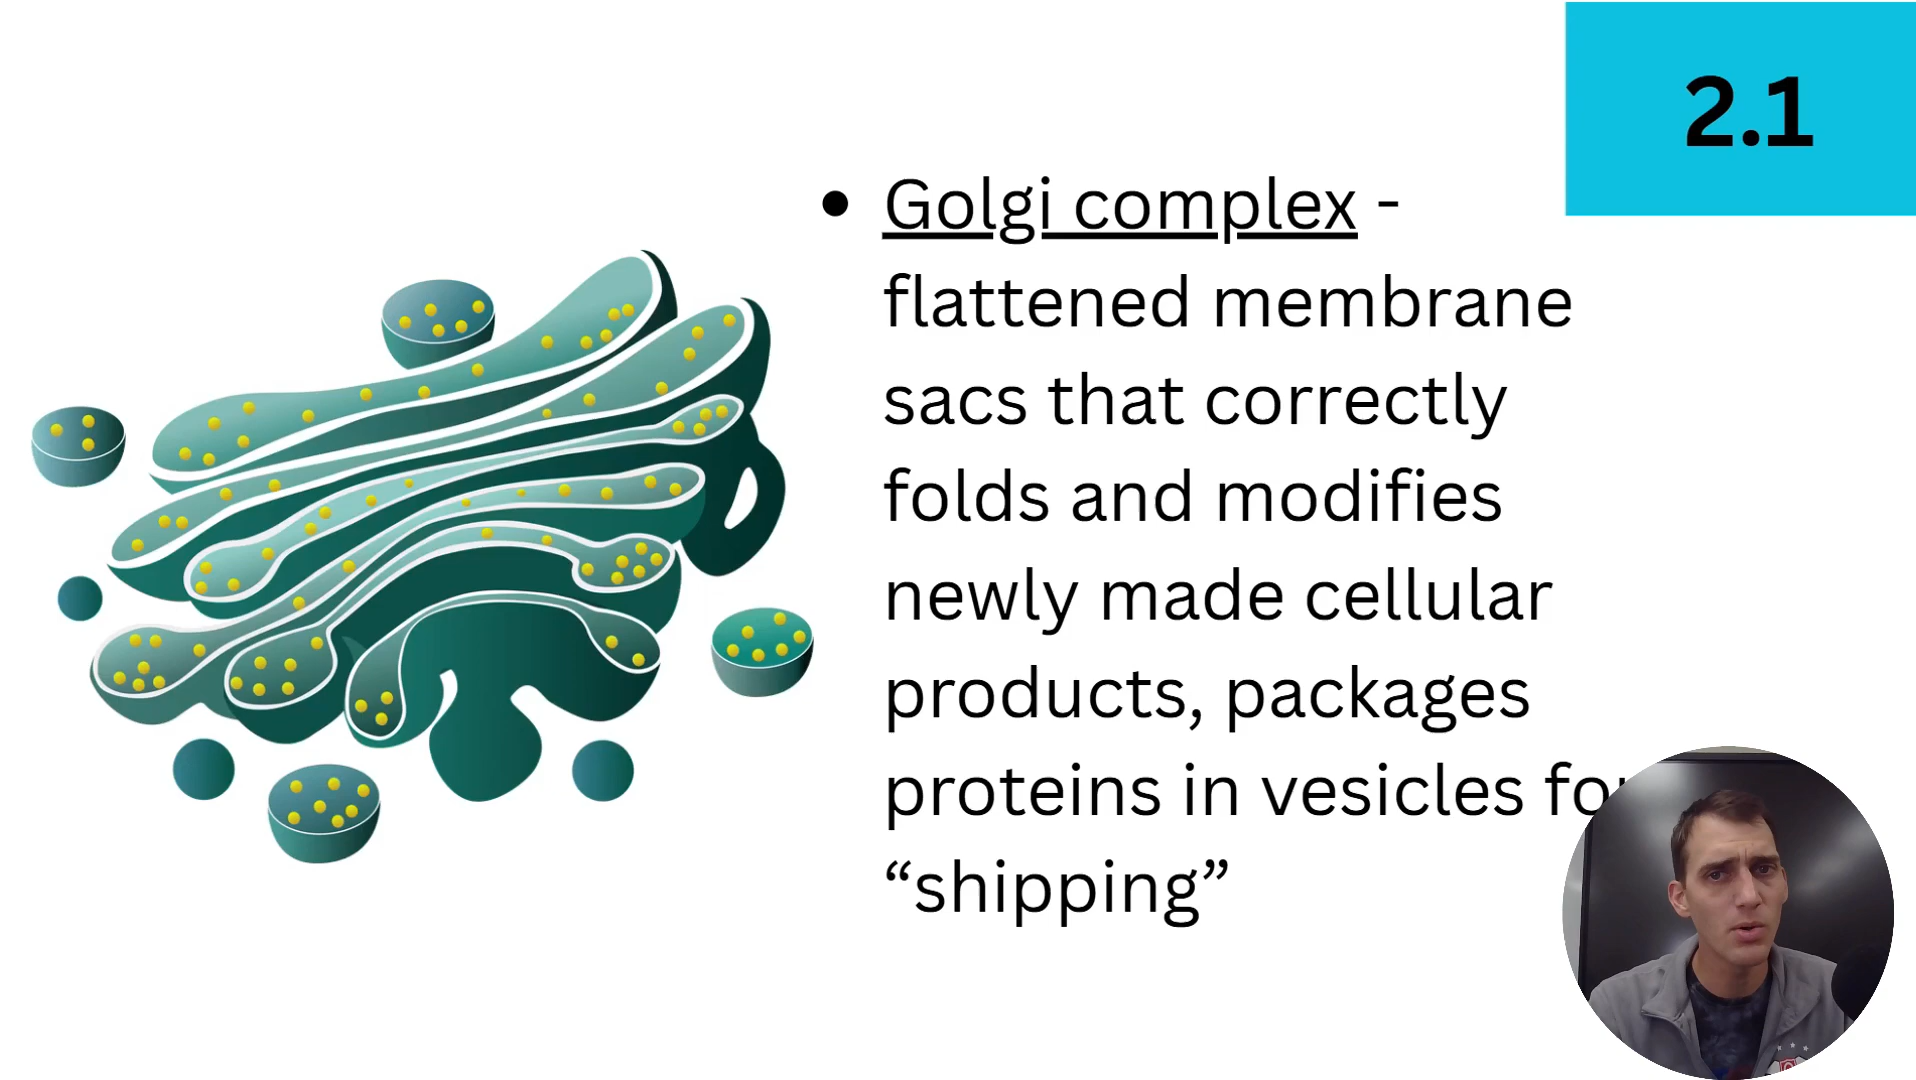 2.1
• Golgi complex -
flattened membrane
sacs that correctly
folds and modifies
newly made cellular
products, packages
proteins in vesicles for
“shipping”